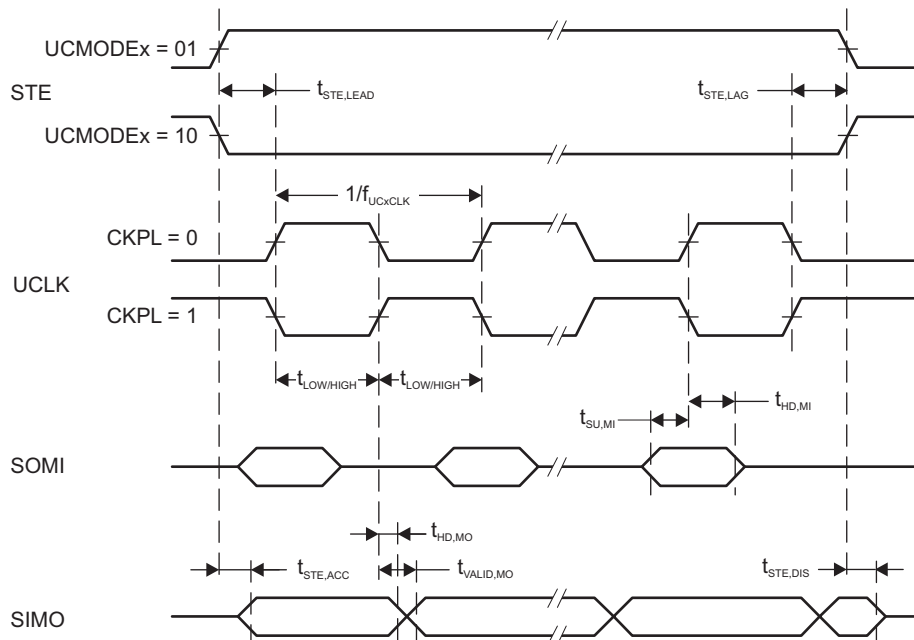 UCMODEx = 01
STE
t_STE,LEAD
t_STE,LAG
UCMODEx = 10
1/f_UCxCLK
CKPL = 0
UCLK
CKPL = 1
t_LOW/HIGH t_LOW/HIGH
t_SU,MI
t_HD,MI
SOMI
t_HD,MO
t_STE,ACC
t_VALID,MO
t_STE,DIS
SIMO